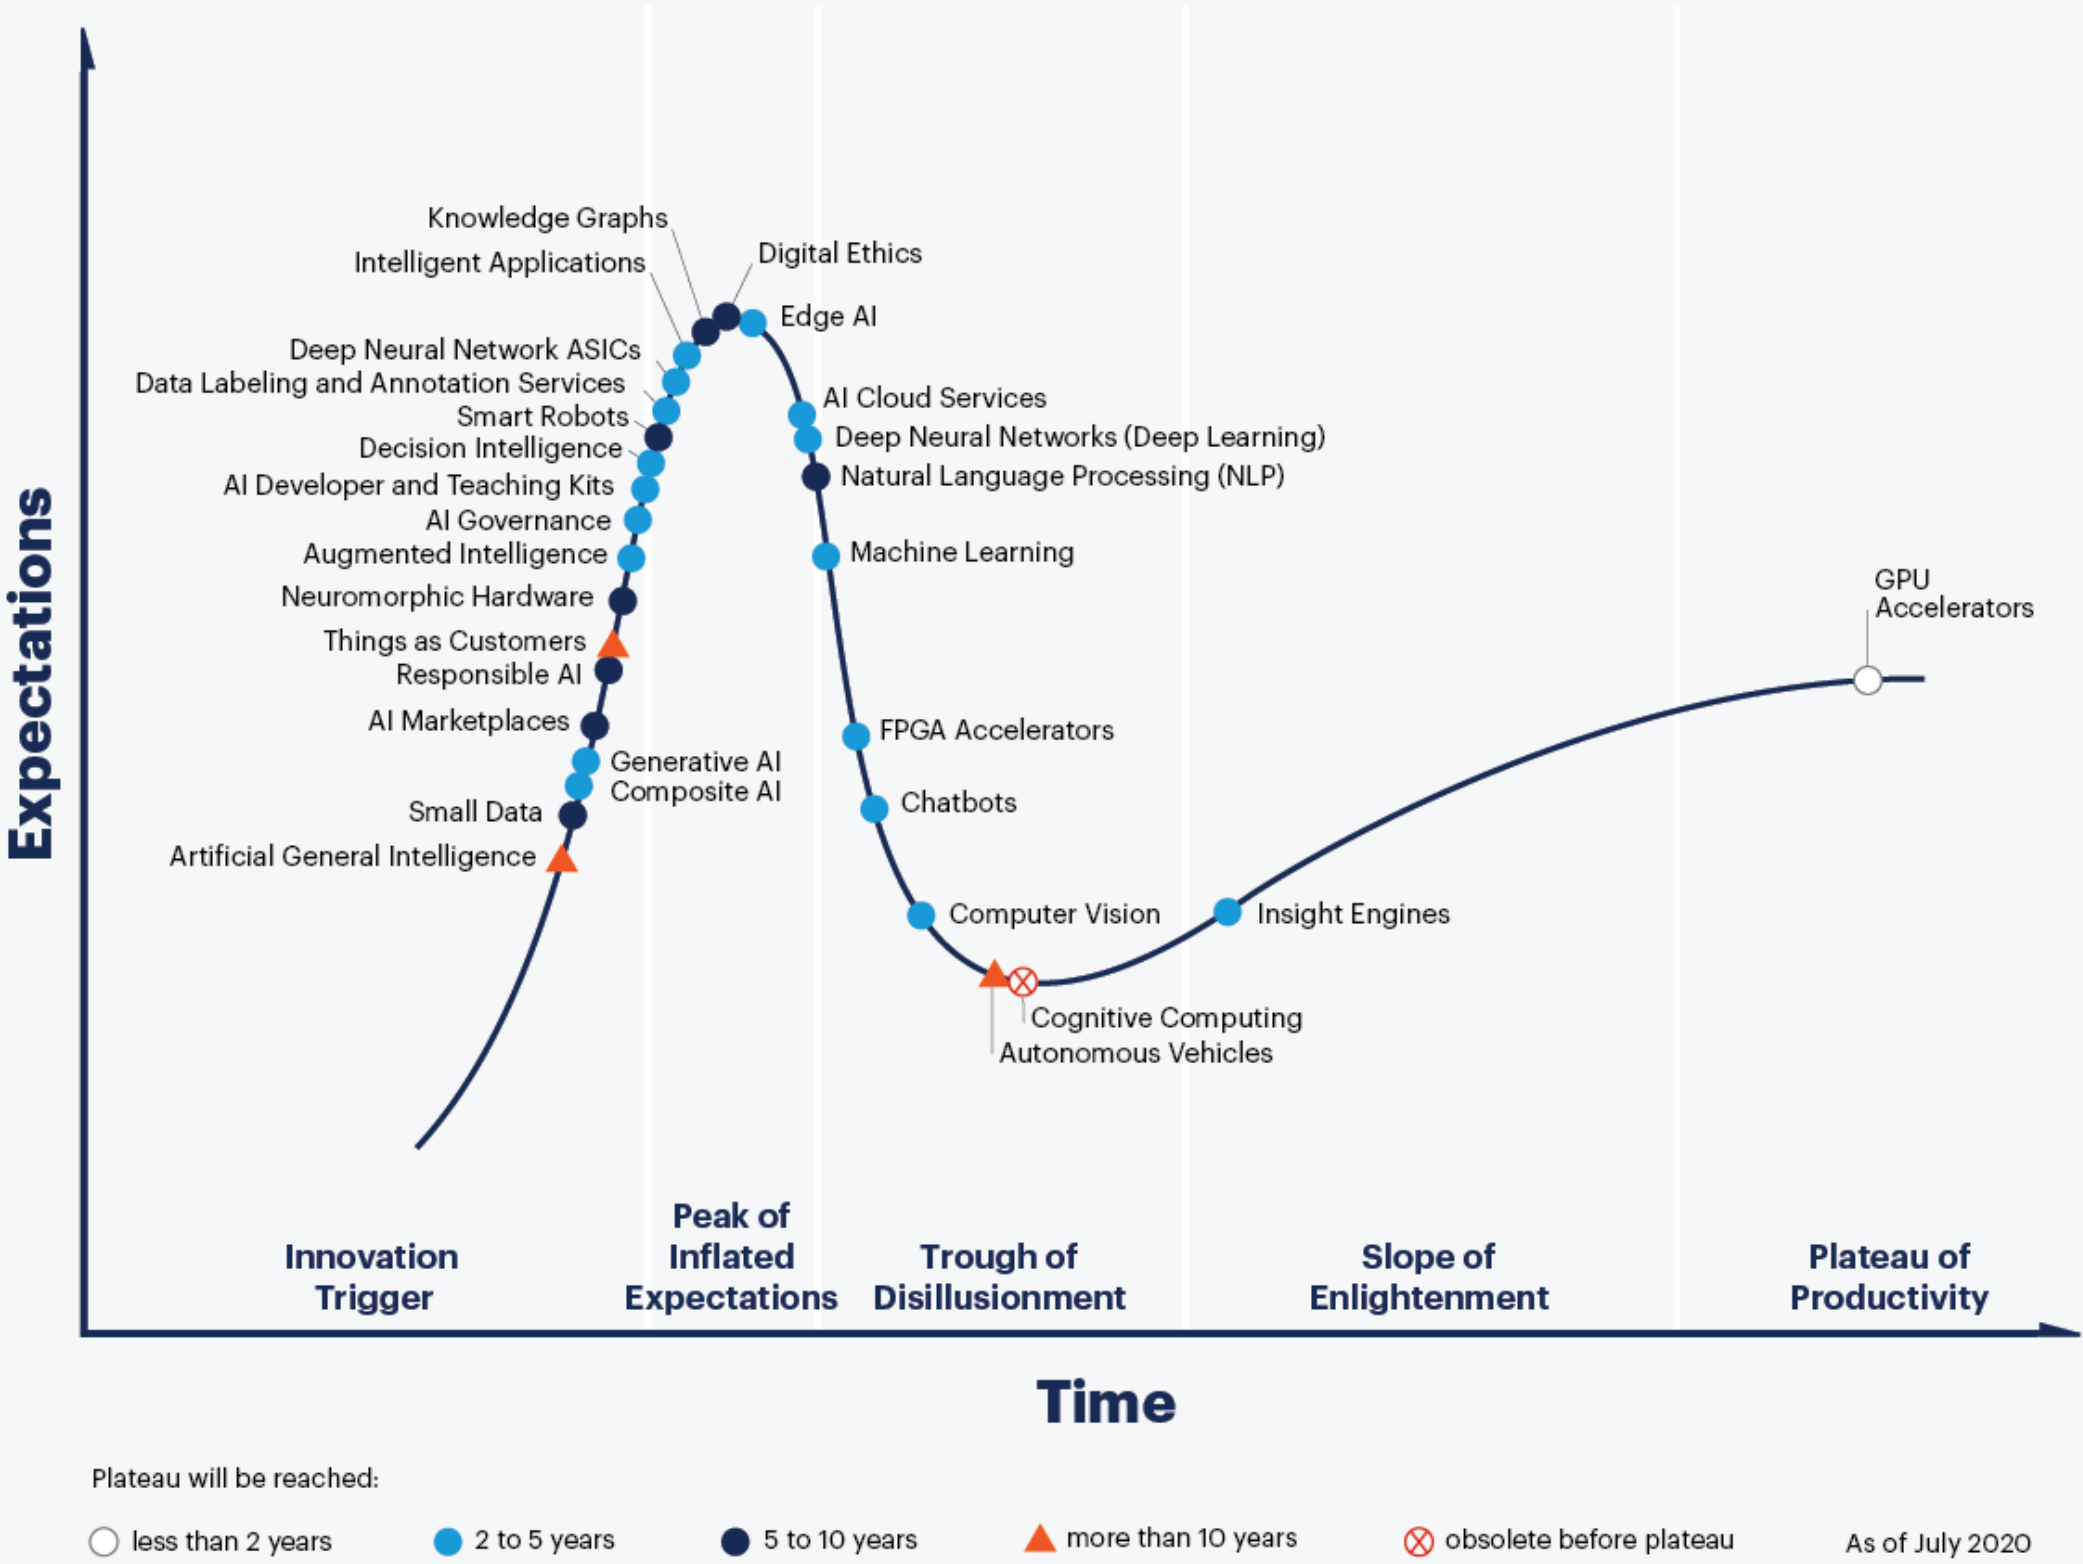 Knowledge Graphs
Digital Ethics
Intelligent Applications
Edge AI
Deep Neural Network ASICs
Data Labeling and Annotation Services
AI Cloud Services
Smart Robots
Deep Neural Networks (Deep Learning)
Decision Intelligence
Natural Language Processing (NLP)
AI Developer and Teaching Kits
AI Governance
Augmented Intelligence
Machine Learning
Neuromorphic Hardware
GPU
Accelerators
Things as Customers
Responsible AI
AI Marketplaces
FPGA Accelerators
Generative AI
Composite AI
Small Data
Chatbots
Artificial General Intelligence
Computer Vision
Insight Engines
Cognitive Computing
Autonomous Vehicles
Expectations
Innovation
Trigger
Peak of
Inflated
Expectations
Trough of
Disillusionment
Slope of
Enlightenment
Plateau of
Productivity
Time
Plateau will be reached:
less than 2 years
2 to 5 years
5 to 10 years
more than 10 years
obsolete before plateau
As of July 2020